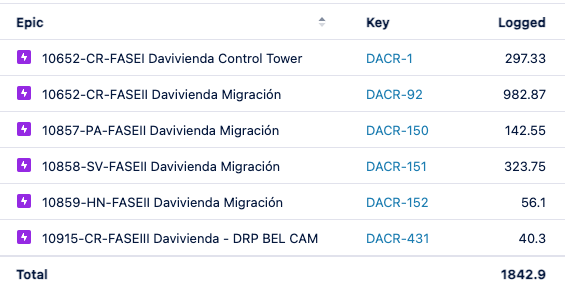 Epic Key Logged
10652-CR-FASEI Davivienda Control Tower DACR-1 297.33
10652-CR-FASEII Davivienda Migración DACR-92 982.87
10857-PA-FASEII Davivienda Migración DACR-150 142.55
10858-SV-FASEII Davivienda Migración DACR-151 323.75
10859-HN-FASEII Davivienda Migración DACR-152 56.1
10915-CR-FASEIII Davivienda - DRP BEL CAM DACR-431 40.3
Total 1842.9